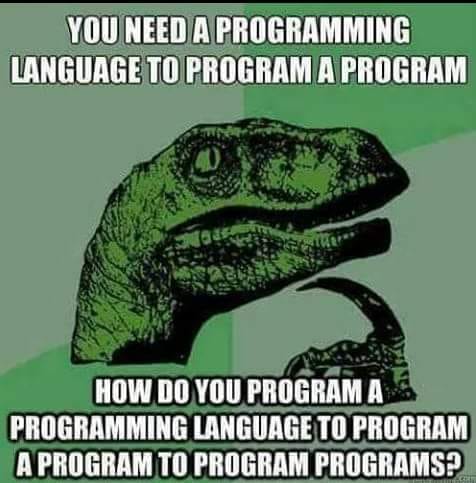 YOU NEED A PROGRAMMING
LANGUAGE TO PROGRAM A PROGRAM
HOW DO YOU PROGRAM A
PROGRAMMING LANGUAGE TO PROGRAM
A PROGRAM TO PROGRAM PROGRAMS?